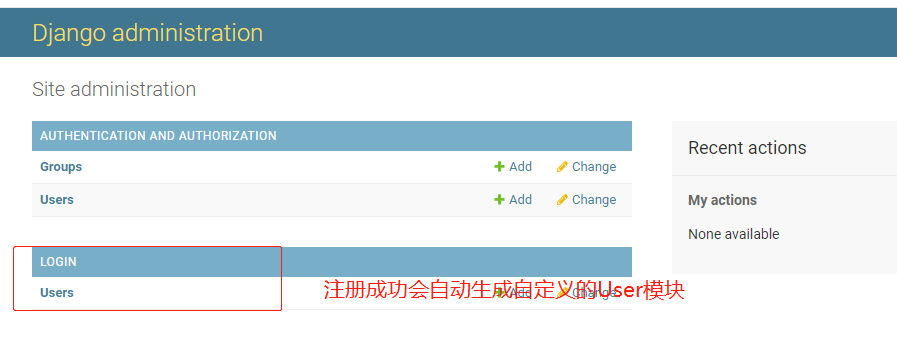 Django administration
Site administration
AUTHENTICATION AND AUTHORIZATION
Groups Add Change
Users Add Change
LOGIN
Users Add Change
注册成功会自动生成自定义的User模块
Recent actions
My actions
None available